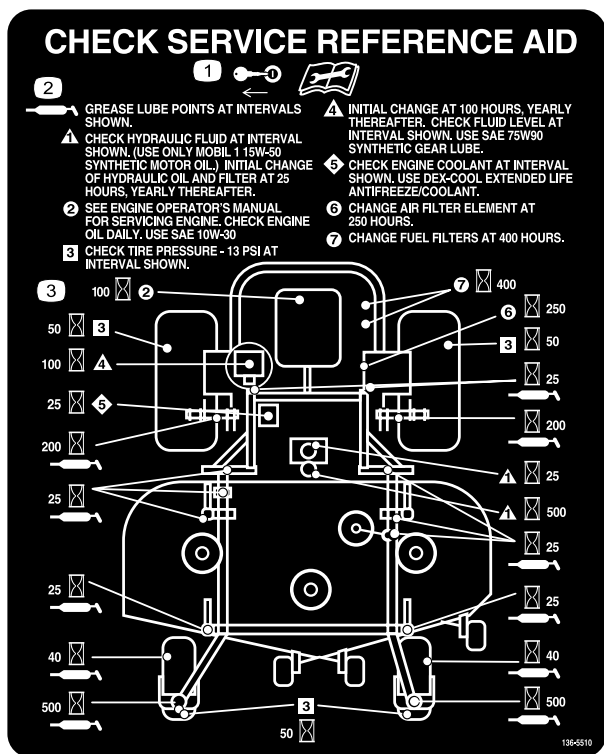 CHECK SERVICE REFERENCE AID
1
2
GREASE LUBE POINTS AT INTERVALS
SHOWN.
1 CHECK HYDRAULIC FLUID AT INTERVAL
SHOWN. (USE ONLY MOBIL 1 15W-50
SYNTHETIC MOTOR OIL.) INITIAL CHANGE
OF HYDRAULIC OIL AND FILTER AT 25
HOURS, YEARLY THEREAFTER.
2 SEE ENGINE OPERATOR'S MANUAL
FOR SERVICING ENGINE. CHECK ENGINE
OIL DAILY. USE SAE 10W-30
3 CHECK TIRE PRESSURE - 13 PSI AT
INTERVAL SHOWN.
4 INITIAL CHANGE AT 100 HOURS, YEARLY
THEREAFTER. CHECK FLUID LEVEL AT
INTERVAL SHOWN. USE SAE 75W90
SYNTHETIC GEAR LUBE.
5 CHECK ENGINE COOLANT AT INTERVAL
SHOWN. USE DEX-COOL EXTENDED LIFE
ANTIFREEZE/COOLANT.
6 CHANGE AIR FILTER ELEMENT AT
250 HOURS.
7 CHANGE FUEL FILTERS AT 400 HOURS.
3
100 2
7 400
50 3
6 250
100 4
3 50
25 5
25
200
200
25
1 25
1 500
25
25
25
40
40
500
500
3
50
136-5510